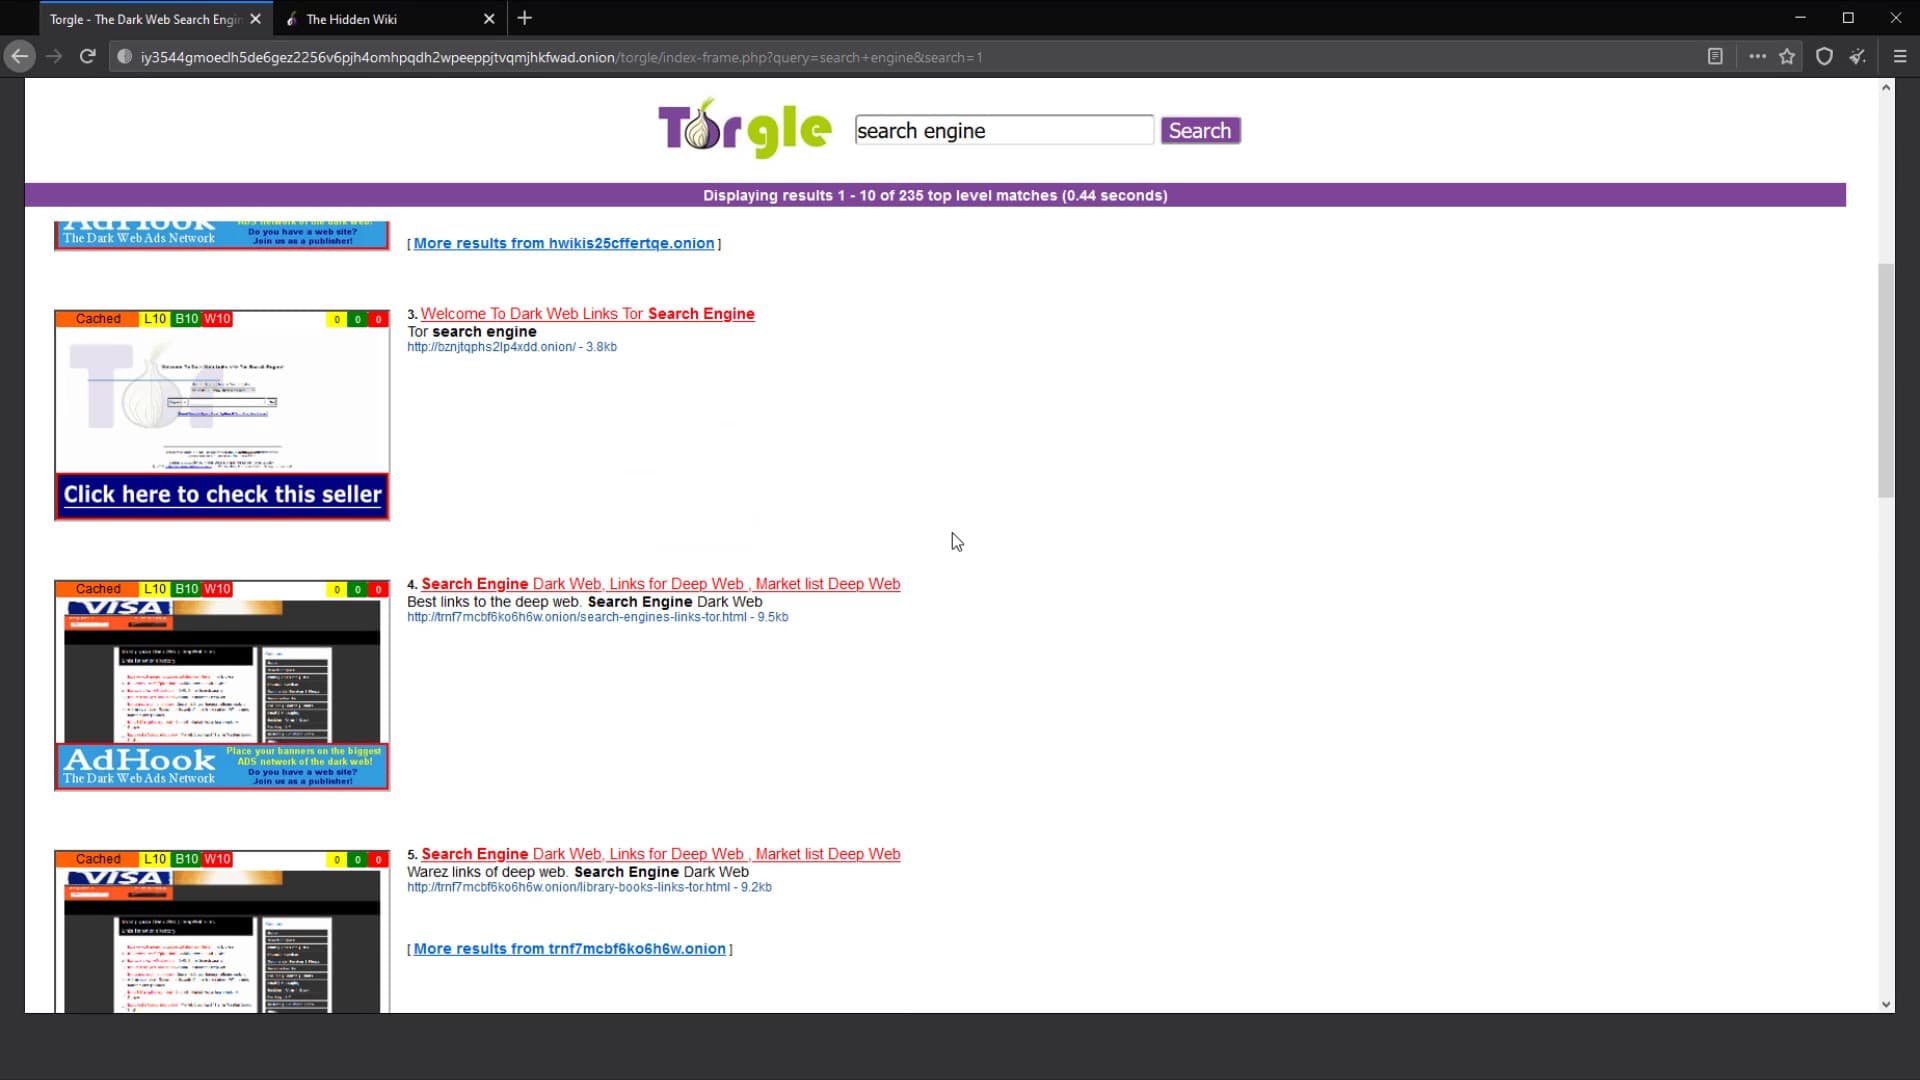 Torgle - The Dark Web Search Engin
The Hidden Wiki
iy3544gmoeclh5de6gez2256v6pjh4omhpqdh2wpeeppjtvqmjhkfwad.onion/torgle/index-frame.php?query=search+engine&search=1
Torgle
search engine
Search
Displaying results 1 - 10 of 235 top level matches (0.44 seconds)
AdHook
The Dark Web Ads Network
ADS network of the dark web!
Do you have a web site?
Join us as a publisher!
[ More results from hwikis25cffertqe.onion ]
Cached L10 B10 W10 0 0 0
Click here to check this seller
3. Welcome To Dark Web Links Tor Search Engine
Tor search engine
http://bznjtqphs2lp4xdd.onion/ - 3.8kb
Cached L10 B10 W10 0 0 0
VISA
AdHook
The Dark Web Ads Network
Place your banners on the biggest
ADS network of the dark web!
Do you have a web site?
Join us as a publisher!
4. Search Engine Dark Web, Links for Deep Web , Market list Deep Web
Best links to the deep web. Search Engine Dark Web
http://trnf7mcbf6ko6h6w.onion/search-engines-links-tor.html - 9.5kb
Cached L10 B10 W10 0 0 0
VISA
5. Search Engine Dark Web, Links for Deep Web , Market list Deep Web
Warez links of deep web. Search Engine Dark Web
http://trnf7mcbf6ko6h6w.onion/library-books-links-tor.html - 9.2kb
[ More results from trnf7mcbf6ko6h6w.onion ]